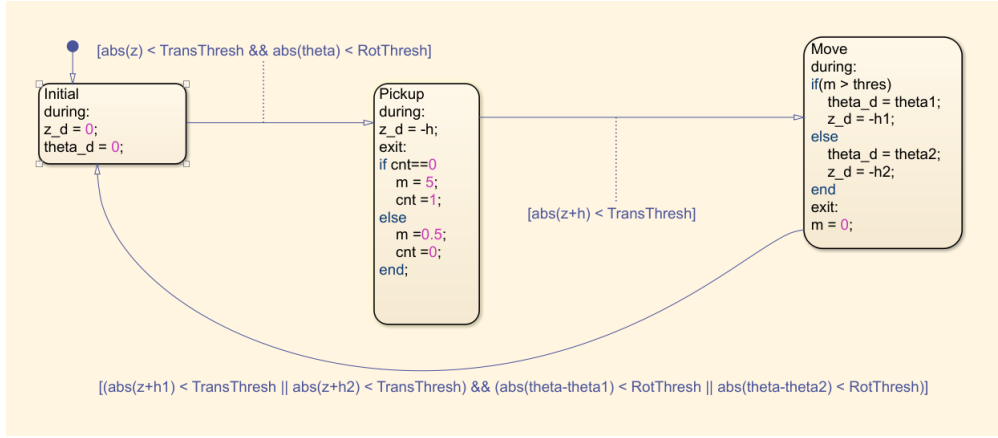 [abs(z) < TransThresh && abs(theta) < RotThresh]
Initial
during:
z_d = 0;
theta_d = 0;
Pickup
during:
z_d = -h;
exit:
if cnt==0
m = 5;
cnt =1;
else
m =0.5;
cnt =0;
end;
[abs(z+h) < TransThresh]
Move
during:
if(m > thres)
theta_d = theta1;
z_d = -h1;
else
theta_d = theta2;
z_d = -h2;
end
exit:
m = 0;
[(abs(z+h1) < TransThresh || abs(z+h2) < TransThresh) && (abs(theta-theta1) < RotThresh || abs(theta-theta2) < RotThresh)]